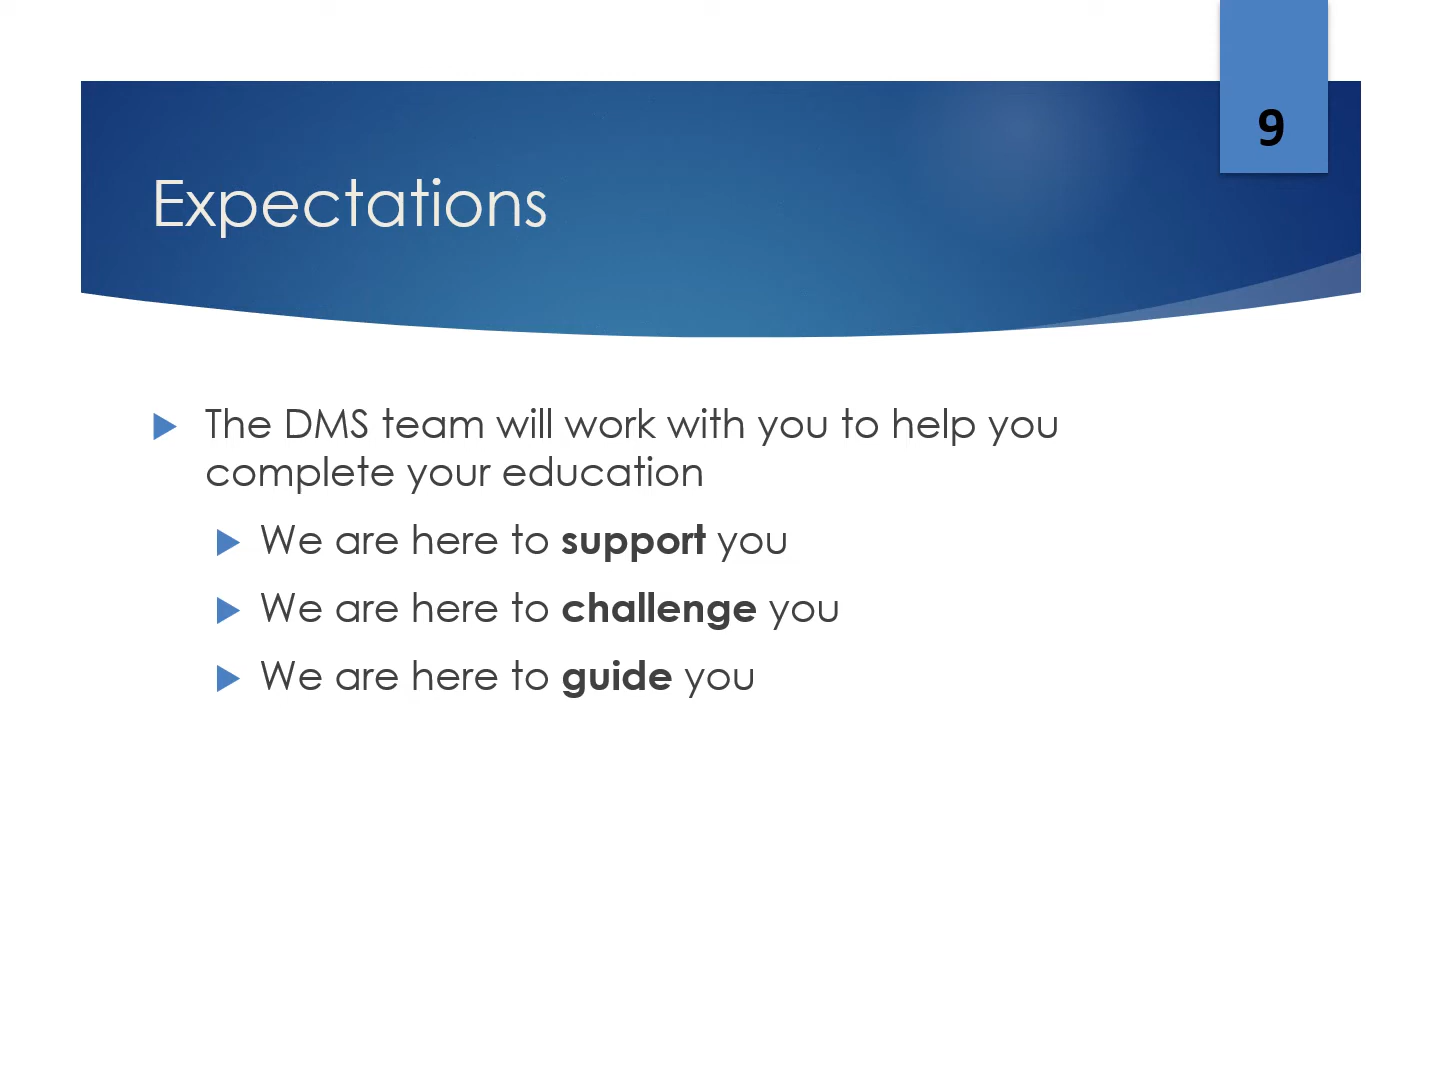 9
Expectations
The DMS team will work with you to help you
complete your education
We are here to support you
We are here to challenge you
We are here to guide you